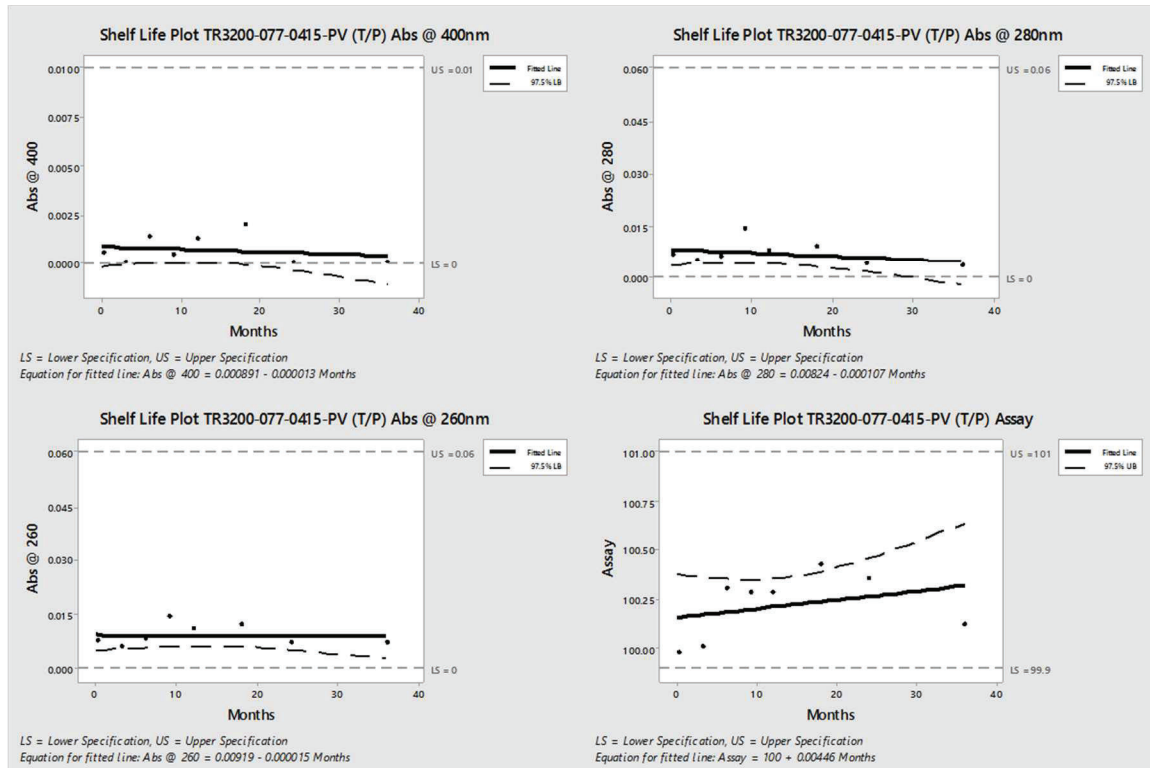 Shelf Life Plot TR3200-077-0415-PV (T/P) Abs @ 400nm
0.0100
0.0075
0.0050
0.0025
0.0000
Abs @ 400
US = 0.01
LS = 0
Fitted Line
97.5% LB
0 10 20 30 40
Months
LS = Lower Specification, US = Upper Specification
Equation for fitted line: Abs @ 400 = 0.000891 - 0.000013 Months
Shelf Life Plot TR3200-077-0415-PV (T/P) Abs @ 280nm
0.060
0.045
0.030
0.015
0.000
Abs @ 280
US = 0.06
LS = 0
Fitted Line
97.5% LB
0 10 20 30 40
Months
LS = Lower Specification, US = Upper Specification
Equation for fitted line: Abs @ 280 = 0.00824 - 0.000107 Months
Shelf Life Plot TR3200-077-0415-PV (T/P) Abs @ 260nm
0.060
0.045
0.030
0.015
0.000
Abs @ 260
US = 0.06
LS = 0
Fitted Line
97.5% LB
0 10 20 30 40
Months
LS = Lower Specification, US = Upper Specification
Equation for fitted line: Abs @ 260 = 0.00919 - 0.000015 Months
Shelf Life Plot TR3200-077-0415-PV (T/P) Assay
101.00
100.75
100.50
100.25
100.00
Assay
US = 101
LS = 99.9
Fitted Line
97.5% UB
0 10 20 30 40
Months
LS = Lower Specification, US = Upper Specification
Equation for fitted line: Assay = 100 + 0.00446 Months